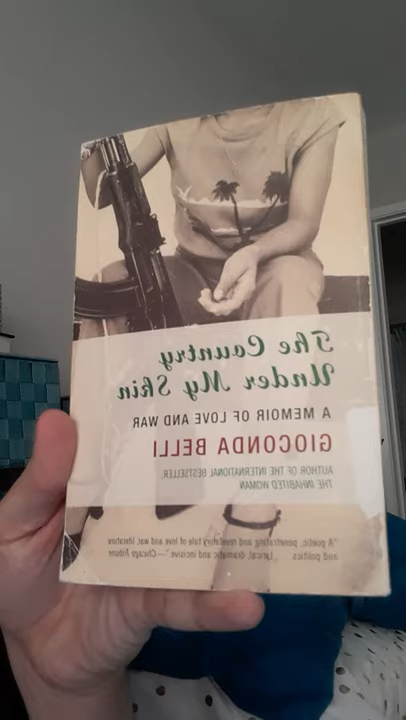 The Country
Under My Skin
A MEMOIR OF LOVE AND WAR
GIOCONDA BELLI
AUTHOR OF THE INTERNATIONAL BESTSELLER
THE INHABITED WOMAN
"A poetic, penetrating and revelatory tale of love and war, literature
and politics . . . Lyrical, dramatic and incisive." —Chicago Tribune